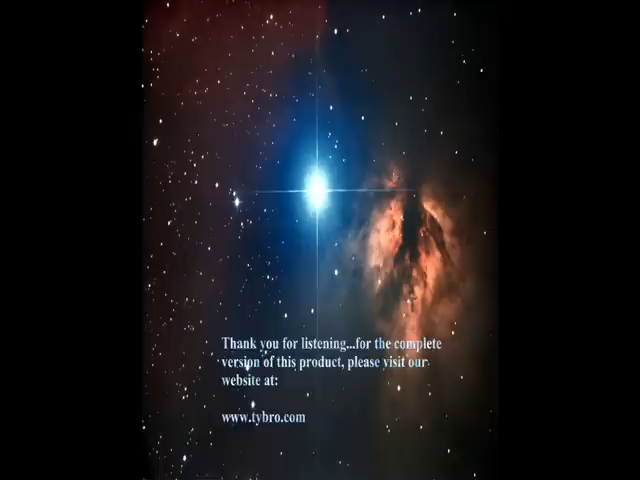 Thank you for listening...for the complete
version of this product, please visit our
website at:
www.tybro.com